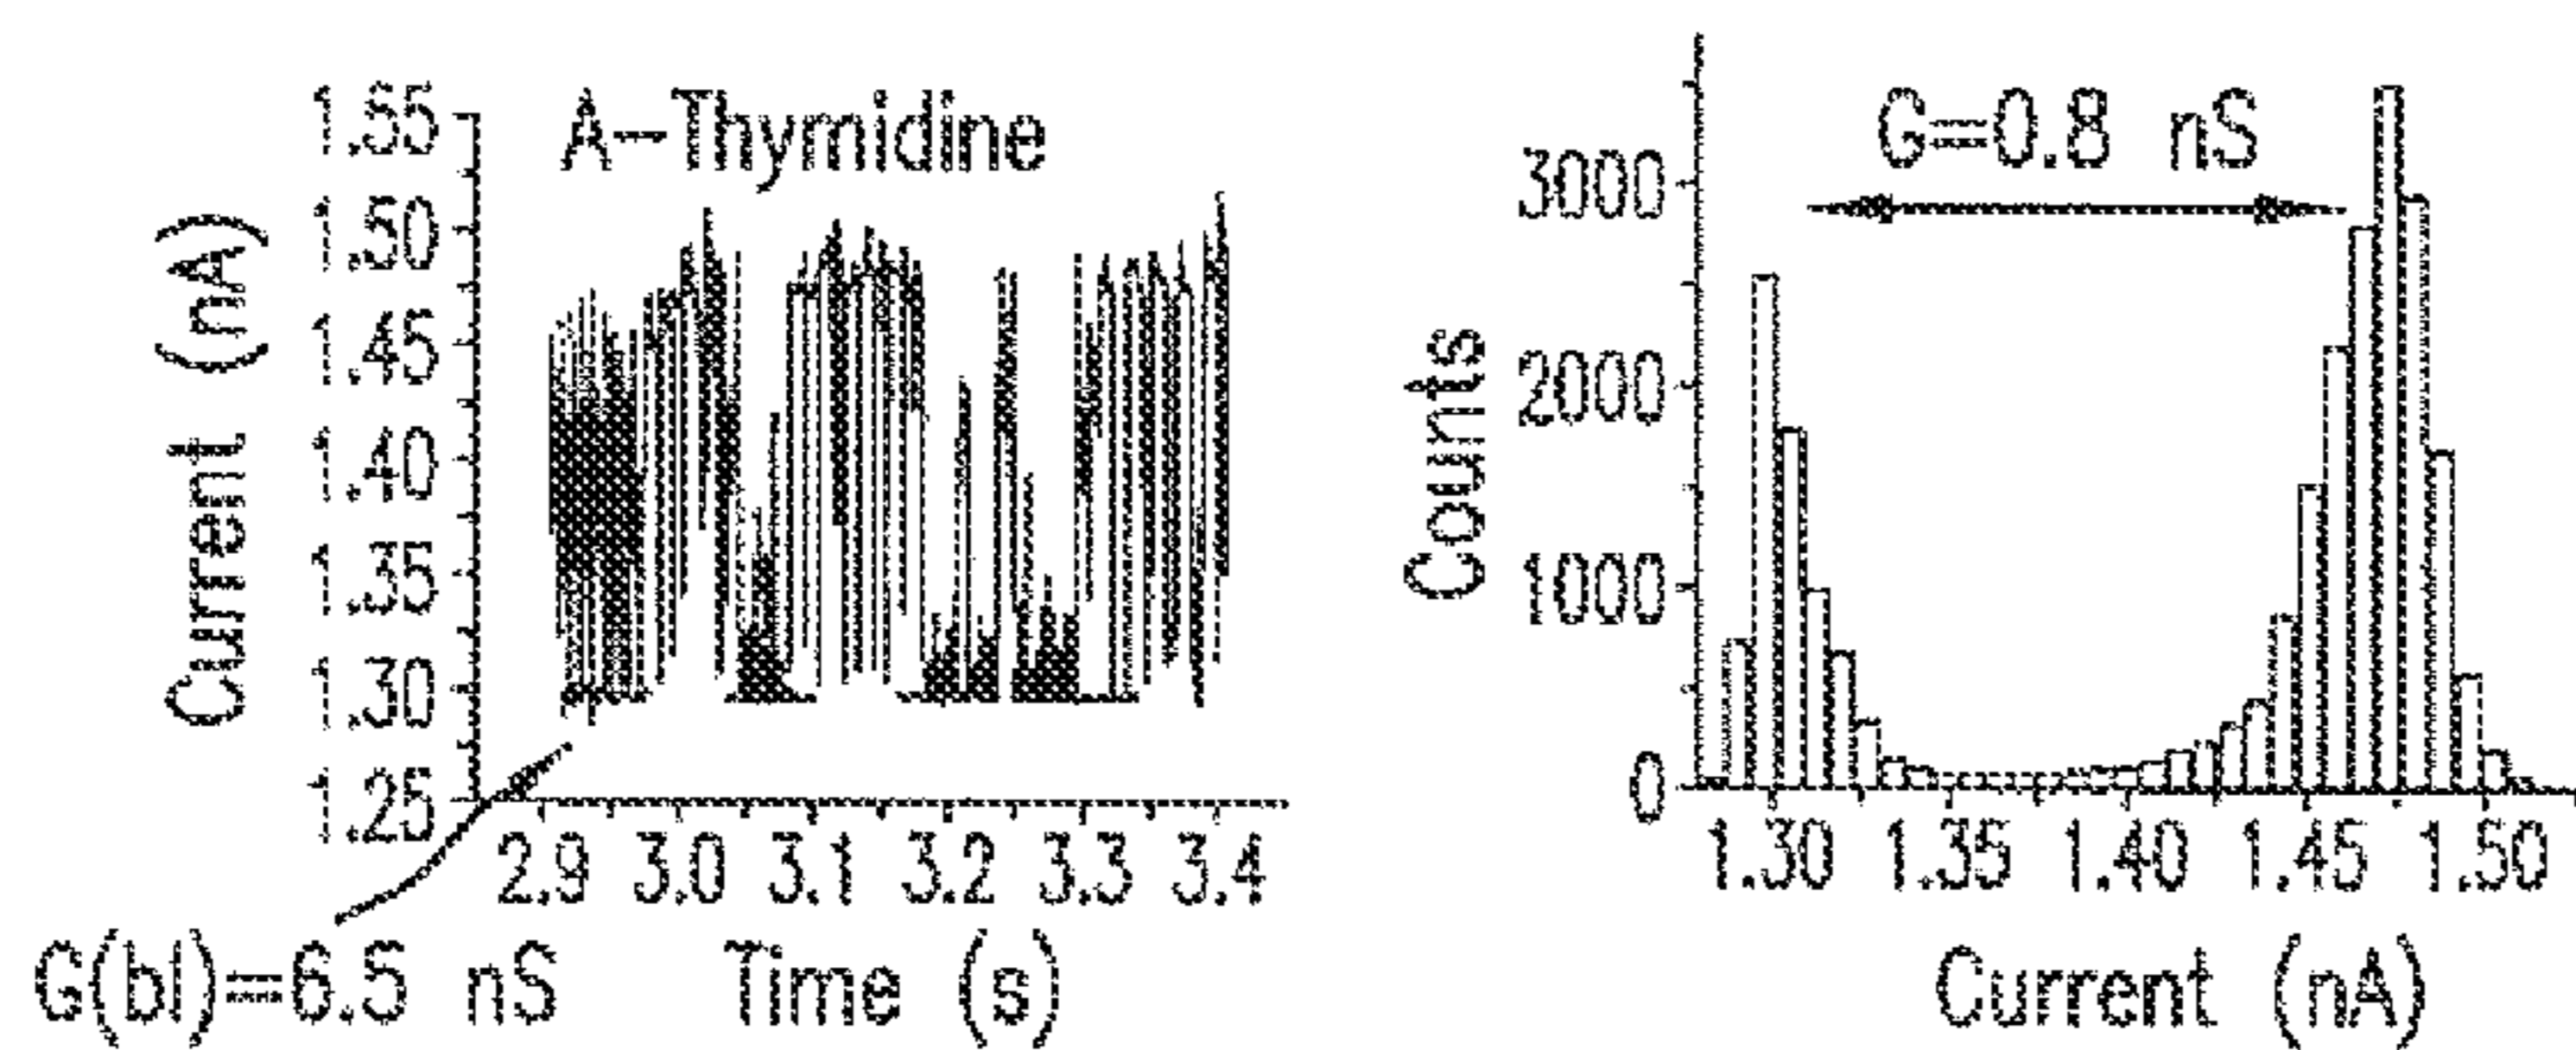 A-Thymidine
Current (nA)
1.55
1.50
1.45
1.40
1.35
1.30
1.25
2.9 3.0 3.1 3.2 3.3 3.4
G(bl)=6.5 nS
Time (s)
G=0.8 nS
Counts
3000
2000
1000
0
1.30 1.35 1.40 1.45 1.50
Current (nA)